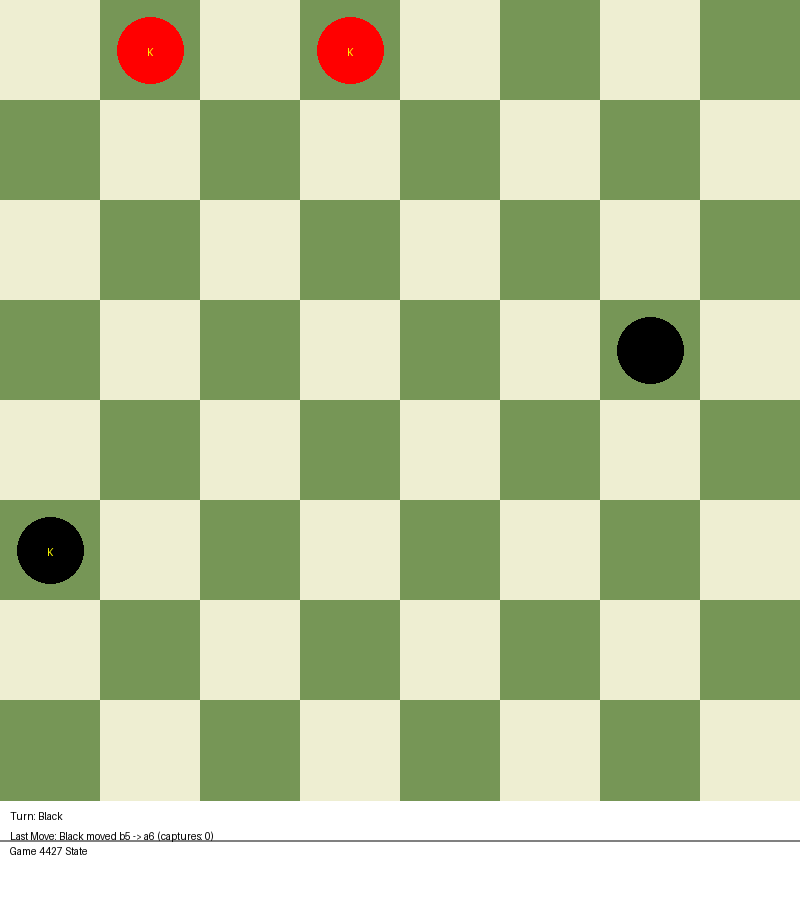 K K
K
Turn: Black
Last Move: Black moved b5 -> a6 (captures: 0)
Game 4427 State